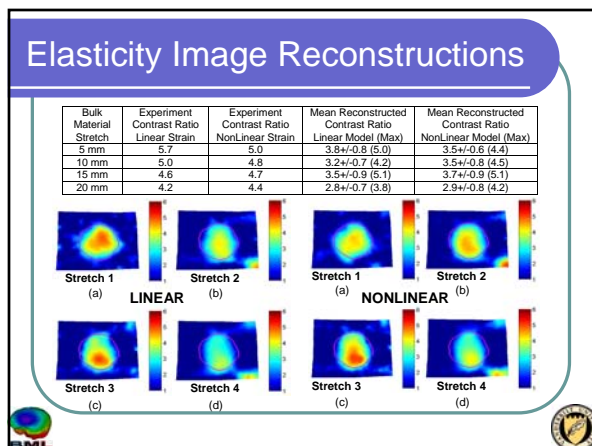 Elasticity Image Reconstructions
Bulk Material Stretch | Experiment Contrast Ratio Linear Strain | Experiment Contrast Ratio NonLinear Strain | Mean Reconstructed Contrast Ratio Linear Model (Max) | Mean Reconstructed Contrast Ratio NonLinear Model (Max)
5 mm | 5.7 | 5.0 | 3.8+/-0.8 (5.0) | 3.5+/-0.6 (4.4)
10 mm | 5.0 | 4.8 | 3.2+/-0.7 (4.2) | 3.5+/-0.8 (4.5)
15 mm | 4.6 | 4.7 | 3.5+/-0.9 (5.1) | 3.7+/-0.9 (5.1)
20 mm | 4.2 | 4.4 | 2.8+/-0.7 (3.8) | 2.9+/-0.8 (4.2)
Stretch 1 Stretch 2 Stretch 1 Stretch 2
(a) (b) (a) (b)
LINEAR NONLINEAR
Stretch 3 Stretch 4 Stretch 3 Stretch 4
(c) (d) (c) (d)
BML